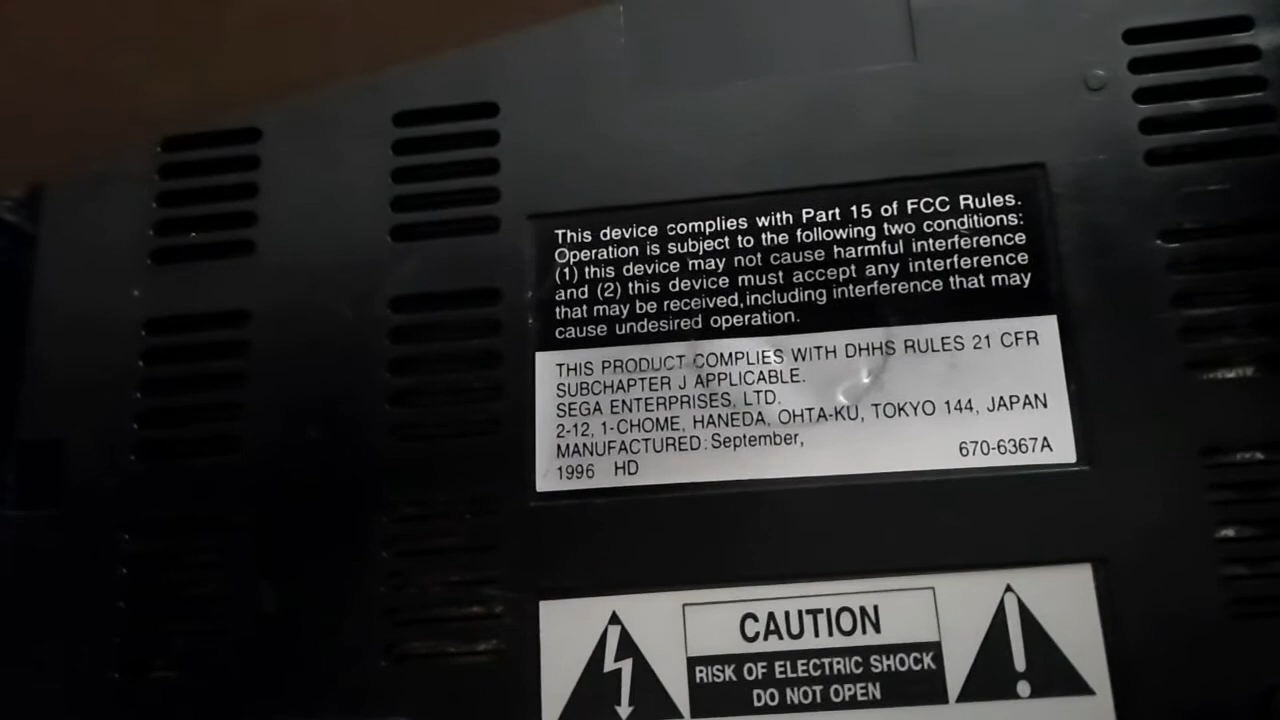 This device complies with Part 15 of FCC Rules.
Operation is subject to the following two conditions:
(1) this device may not cause harmful interference
and (2) this device must accept any interference
that may be received, including interference that may
cause undesired operation.
THIS PRODUCT COMPLIES WITH DHHS RULES 21 CFR
SUBCHAPTER J APPLICABLE.
SEGA ENTERPRISES, LTD.
2-12, 1-CHOME, HANEDA, OHTA-KU, TOKYO 144, JAPAN
MANUFACTURED: September,
1996 HD 670-6367A
CAUTION
RISK OF ELECTRIC SHOCK
DO NOT OPEN